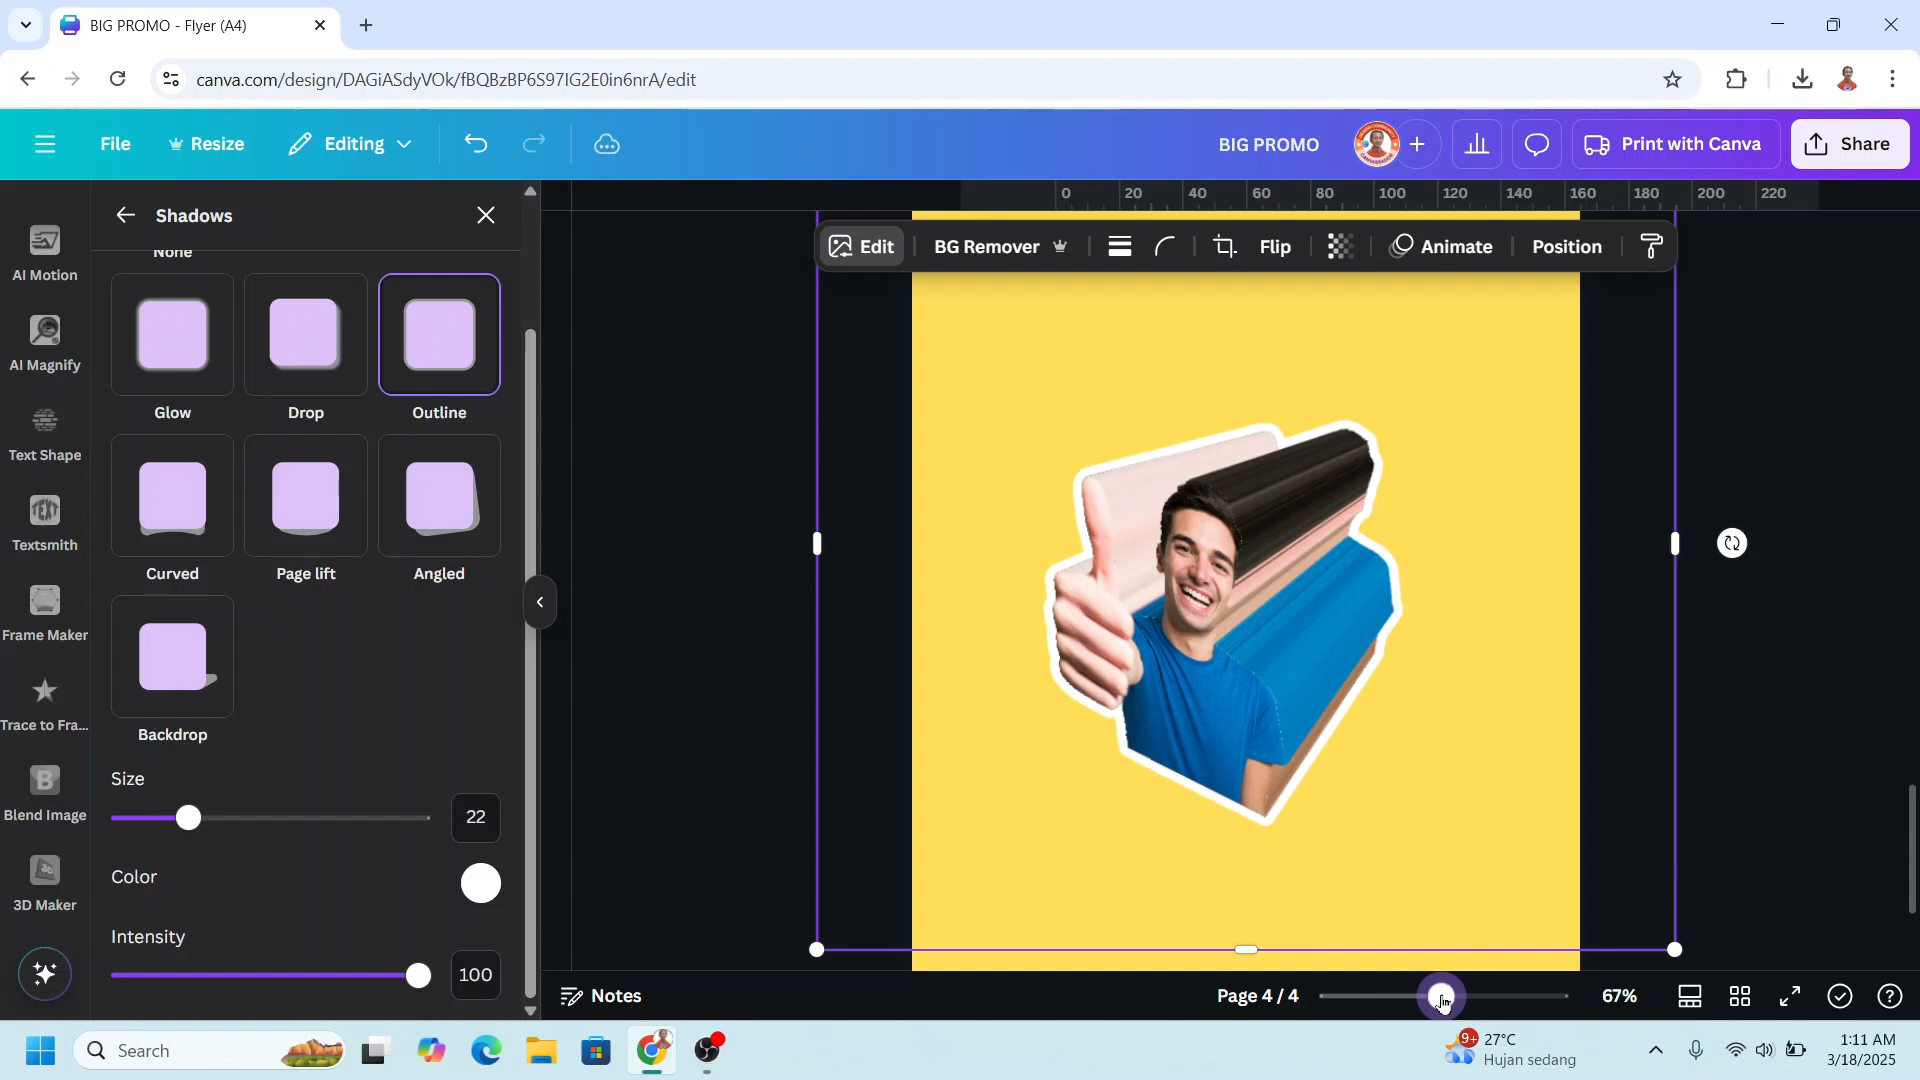 BIG PROMO - Flyer (A4)
canva.com/design/DAGiASdyVOk/fBQBzBP6S97IG2E0in6nrA/edit
File
Resize
Editing
BIG PROMO
Print with Canva
Share
Shadows
None
Glow
Drop
Outline
Curved
Page lift
Angled
Backdrop
Size
22
Color
Intensity
100
AI Motion
AI Magnify
Text Shape
Textsmith
Frame Maker
Trace to Fra...
Blend Image
3D Maker
0 20 40 60 80 100 120 140 160 180 200 220
Edit
BG Remover
Flip
Animate
Position
Notes
Page 4 / 4
67%
Search
9+
27°C
Hujan sedang
1:11 AM
3/18/2025